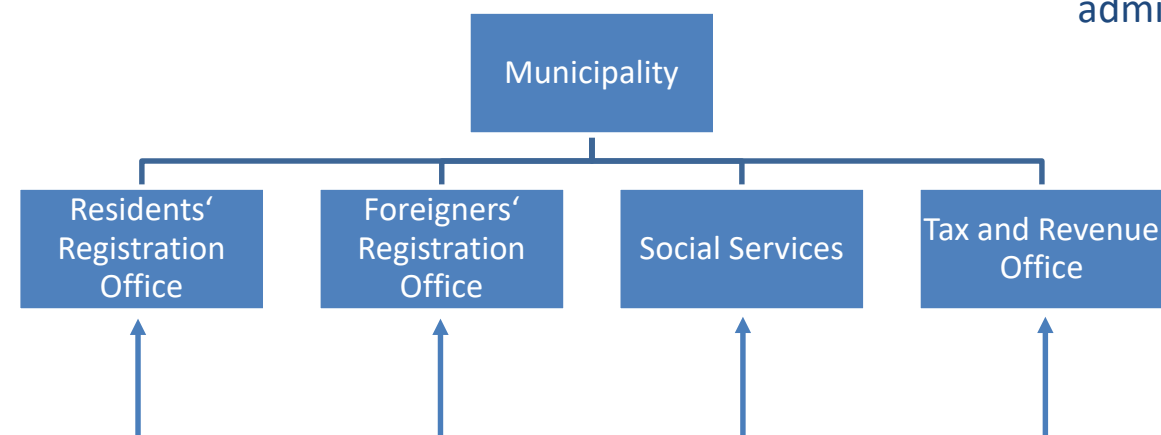 admi
Municipality
Residents‘
Registration
Office
Foreigners‘
Registration
Office
Social Services
Tax and Revenue
Office